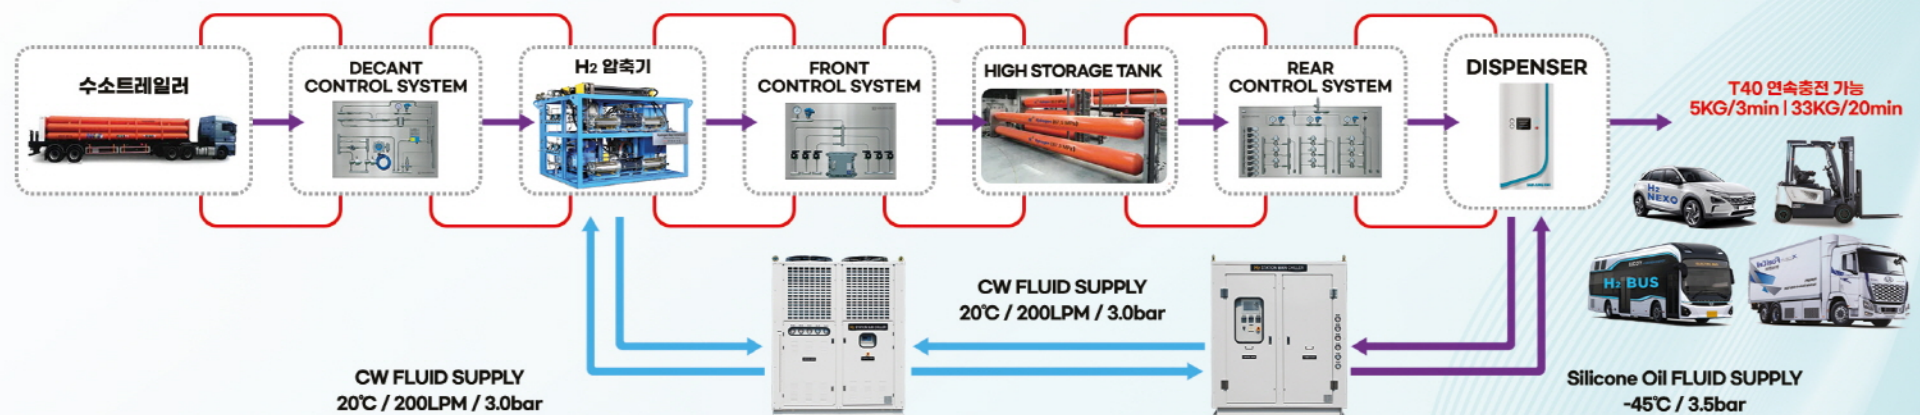 수소트레일러
DECANT
CONTROL SYSTEM
H₂ 압축기
FRONT
CONTROL SYSTEM
HIGH STORAGE TANK
REAR
CONTROL SYSTEM
DISPENSER
T40 연속충전 가능
5KG/3min | 33KG/20min
H₂
NEXO
H₂ BUS
CW FLUID SUPPLY
20℃ / 200LPM / 3.0bar
CW FLUID SUPPLY
20℃ / 200LPM / 3.0bar
Silicone Oil FLUID SUPPLY
-45℃ / 3.5bar